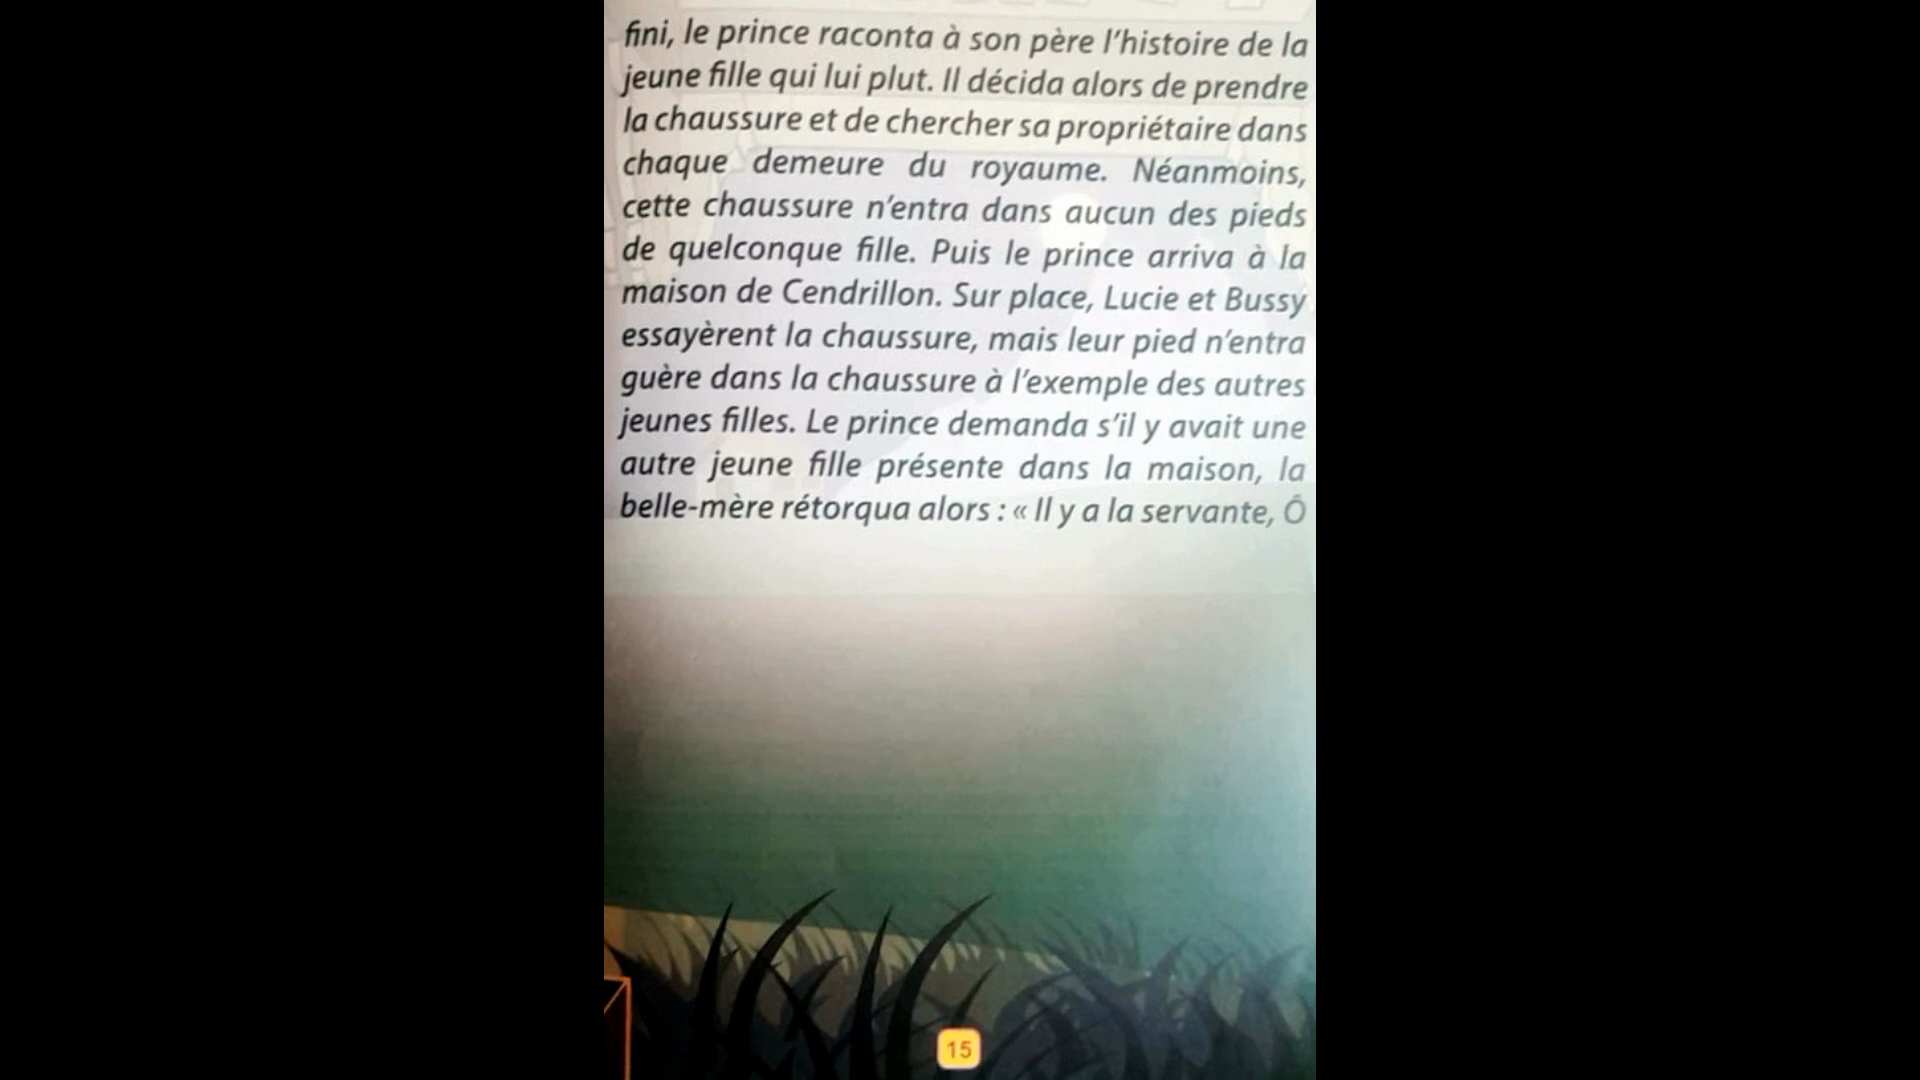 fini, le prince raconta à son père l'histoire de la
jeune fille qui lui plut. Il décida alors de prendre
la chaussure et de chercher sa propriétaire dans
chaque demeure du royaume. Néanmoins,
cette chaussure n'entra dans aucun des pieds
de quelconque fille. Puis le prince arriva à la
maison de Cendrillon. Sur place, Lucie et Bussy
essayèrent la chaussure, mais leur pied n'entra
guère dans la chaussure à l'exemple des autres
jeunes filles. Le prince demanda s'il y avait une
autre jeune fille présente dans la maison, la
belle-mère rétorqua alors : « Il y a la servante, Ô
15